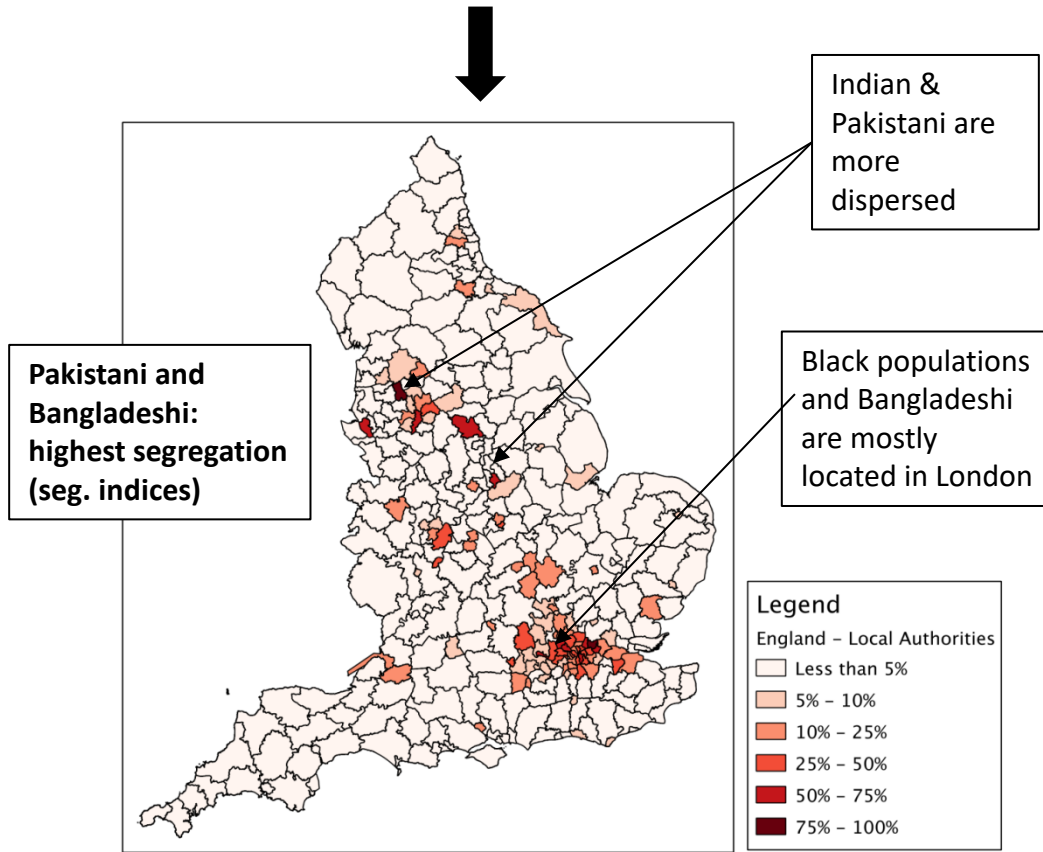 Indian &
Pakistani are
more
dispersed
Pakistani and
Bangladeshi:
highest segregation
(seg. indices)
Black populations
and Bangladeshi
are mostly
located in London
Legend
England – Local Authorities
Less than 5%
5% – 10%
10% – 25%
25% – 50%
50% – 75%
75% – 100%